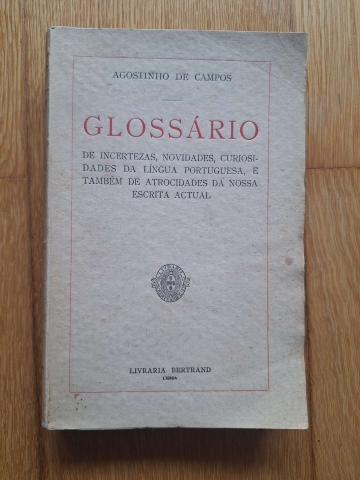 AGOSTINHO DE CAMPOS
GLOSSÁRIO
DE INCERTEZAS, NOVIDADES, CURIOSI-
DADES DA LÍNGUA PORTUGUESA, E
TAMBÉM DE ATROCIDADES DA NOSSA
ESCRITA ACTUAL
LIVRARIA BERTRAND
LISBOA